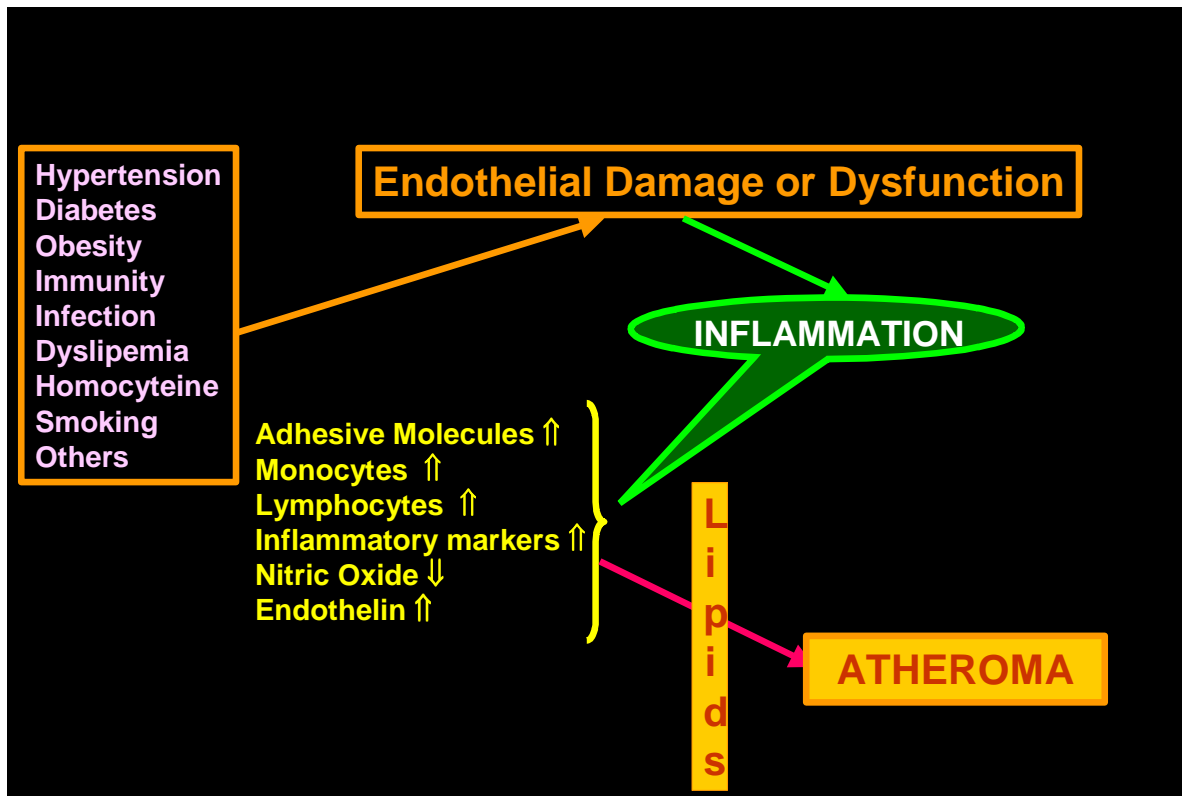 Endothelial Damage or Dysfunction
Hypertension
Diabetes
Obesity
Immunity
Infection
Dyslipemia
Homocyteine
Smoking
Others
INFLAMMATION
Adhesive Molecules ⇑
Monocytes ⇑
Lymphocytes ⇑
Inflammatory markers ⇑
Nitric Oxide ⇓
Endothelin ⇑
Lipids
ATHEROMA